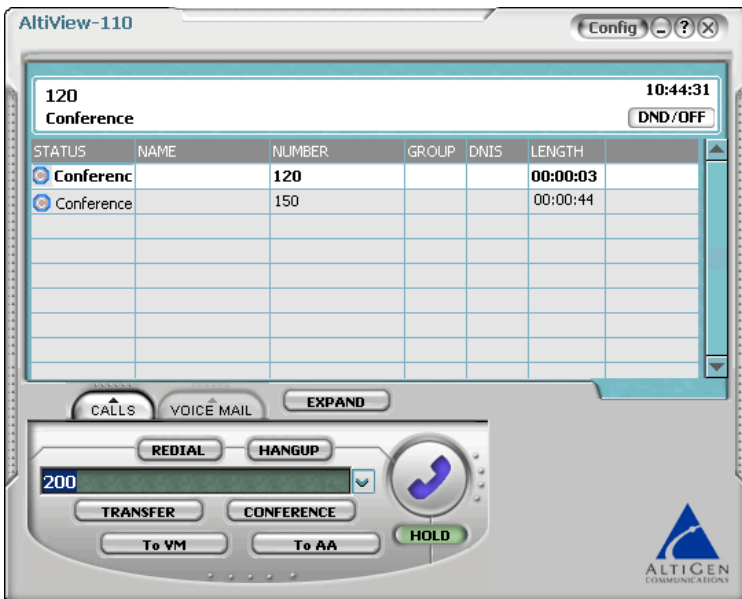 AltiView-110
Config ?
120
10:44:31
Conference
DND/OFF
STATUS NAME NUMBER GROUP DNIS LENGTH
Conferenc 120 00:00:03
Conference 150 00:00:44
CALLS VOICE MAIL EXPAND
REDIAL HANGUP
200
TRANSFER CONFERENCE
HOLD
To VM To AA
ALTIGEN
COMMUNICATIONS